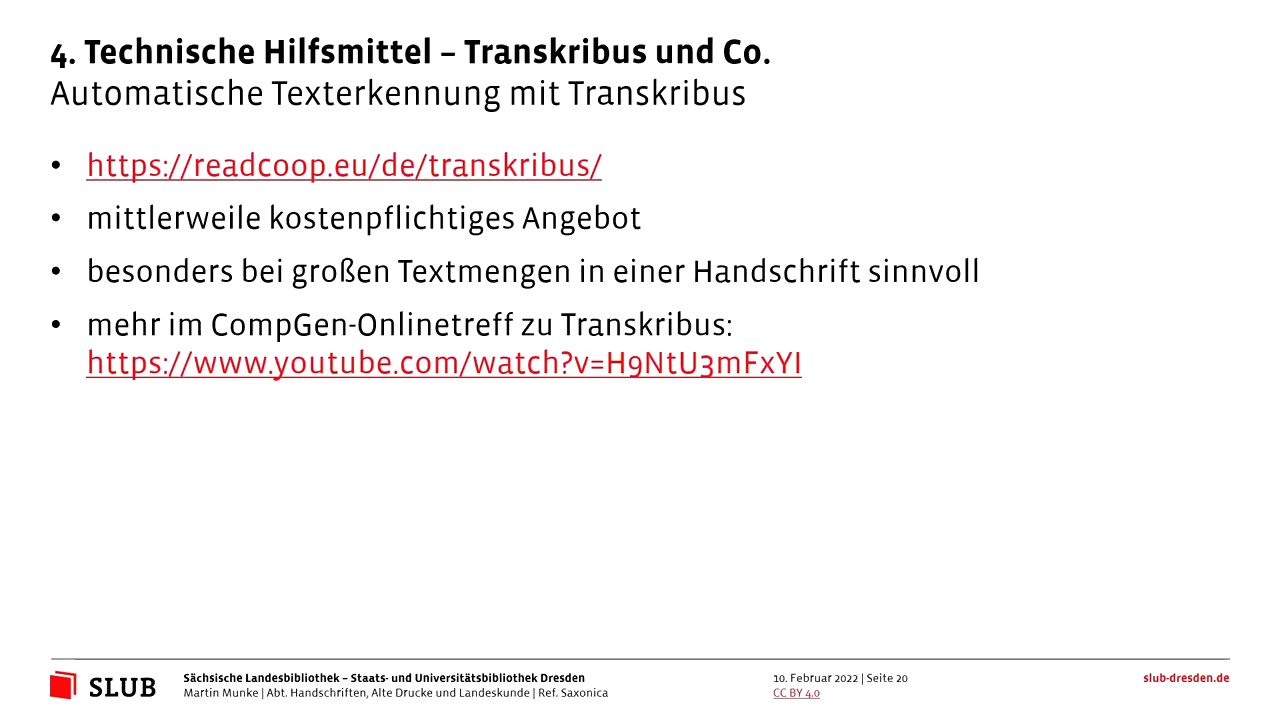 4. Technische Hilfsmittel – Transkribus und Co.
Automatische Texterkennung mit Transkribus
• https://readcoop.eu/de/transkribus/
• mittlerweile kostenpflichtiges Angebot
• besonders bei großen Textmengen in einer Handschrift sinnvoll
• mehr im CompGen-Onlinetreff zu Transkribus:
https://www.youtube.com/watch?v=H9NtU3mFxYI
SLUB
Sächsische Landesbibliothek – Staats- und Universitätsbibliothek Dresden
Martin Munke | Abt. Handschriften, Alte Drucke und Landeskunde | Ref. Saxonica
10. Februar 2022 | Seite 20
CC BY 4.0
slub-dresden.de